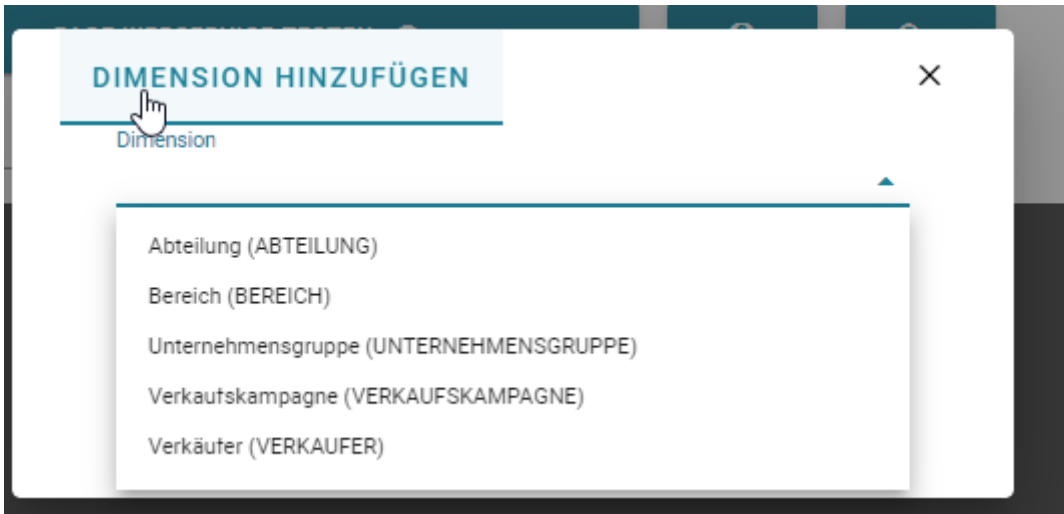 DIMENSION HINZUFÜGEN
Dimension
Abteilung (ABTEILUNG)
Bereich (BEREICH)
Unternehmensgruppe (UNTERNEHMENSGRUPPE)
Verkaufskampagne (VERKAUFSKAMPAGNE)
Verkäufer (VERKAUFER)